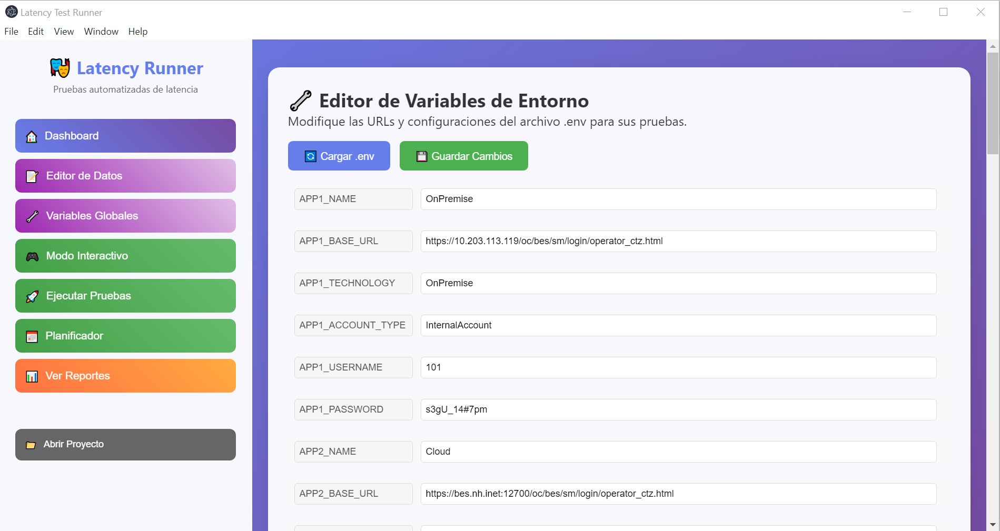 Latency Test Runner
File Edit View Window Help
Latency Runner
Pruebas automatizadas de latencia
Dashboard
Editor de Datos
Variables Globales
Modo Interactivo
Ejecutar Pruebas
Planificador
Ver Reportes
Abrir Proyecto
Editor de Variables de Entorno
Modifique las URLs y configuraciones del archivo .env para sus pruebas.
Cargar .env Guardar Cambios
APP1_NAME OnPremise
APP1_BASE_URL https://10.203.113.119/oc/bes/sm/login/operator_ctz.html
APP1_TECHNOLOGY OnPremise
APP1_ACCOUNT_TYPE InternalAccount
APP1_USERNAME 101
APP1_PASSWORD s3gU_14#7pm
APP2_NAME Cloud
APP2_BASE_URL https://bes.nh.inet:12700/oc/bes/sm/login/operator_ctz.html